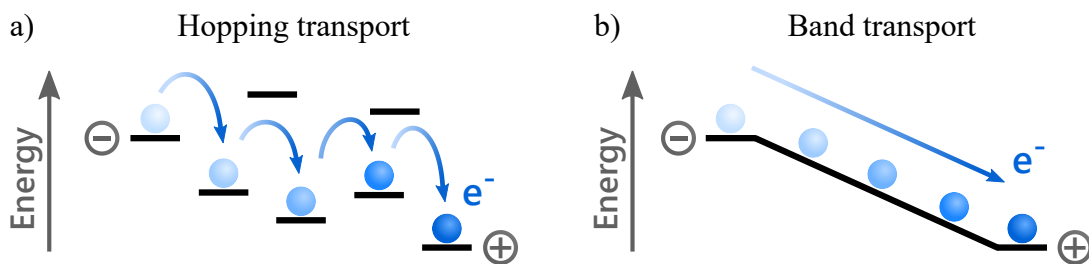 a) Hopping transport
Energy
−
e⁻
+
b) Band transport
Energy
−
e⁻
+